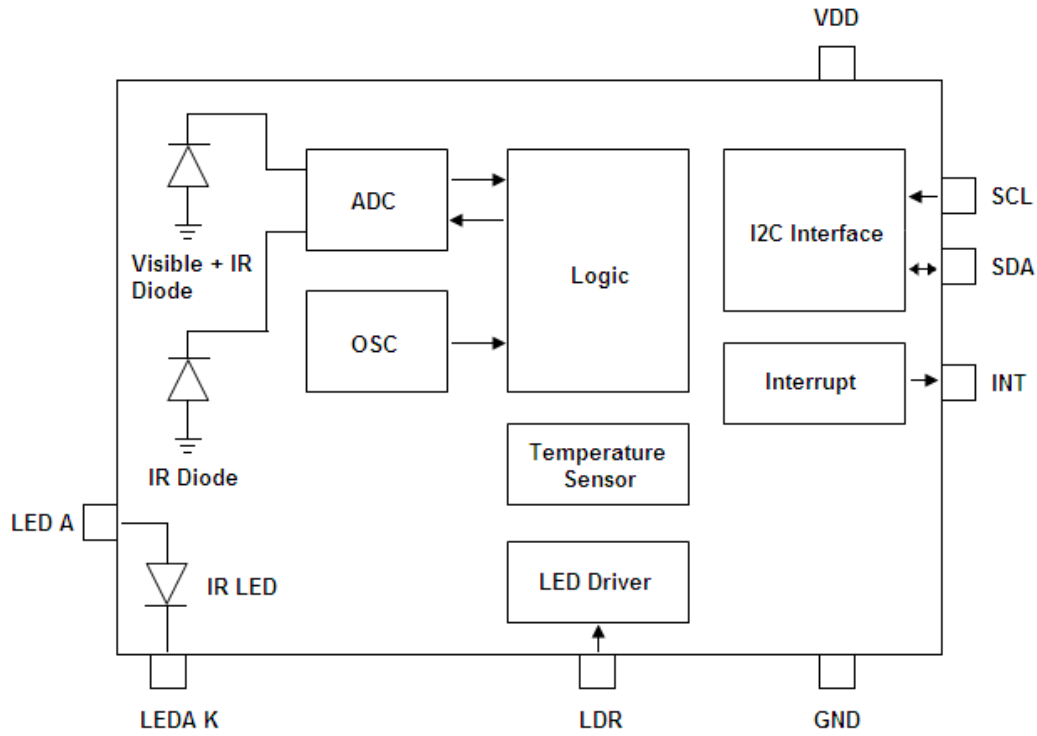 VDD
ADC
Logic
I2C Interface
SCL
SDA
Visible + IR
Diode
OSC
Interrupt
INT
IR Diode
Temperature
Sensor
LED A
IR LED
LED Driver
LEDA K
LDR
GND